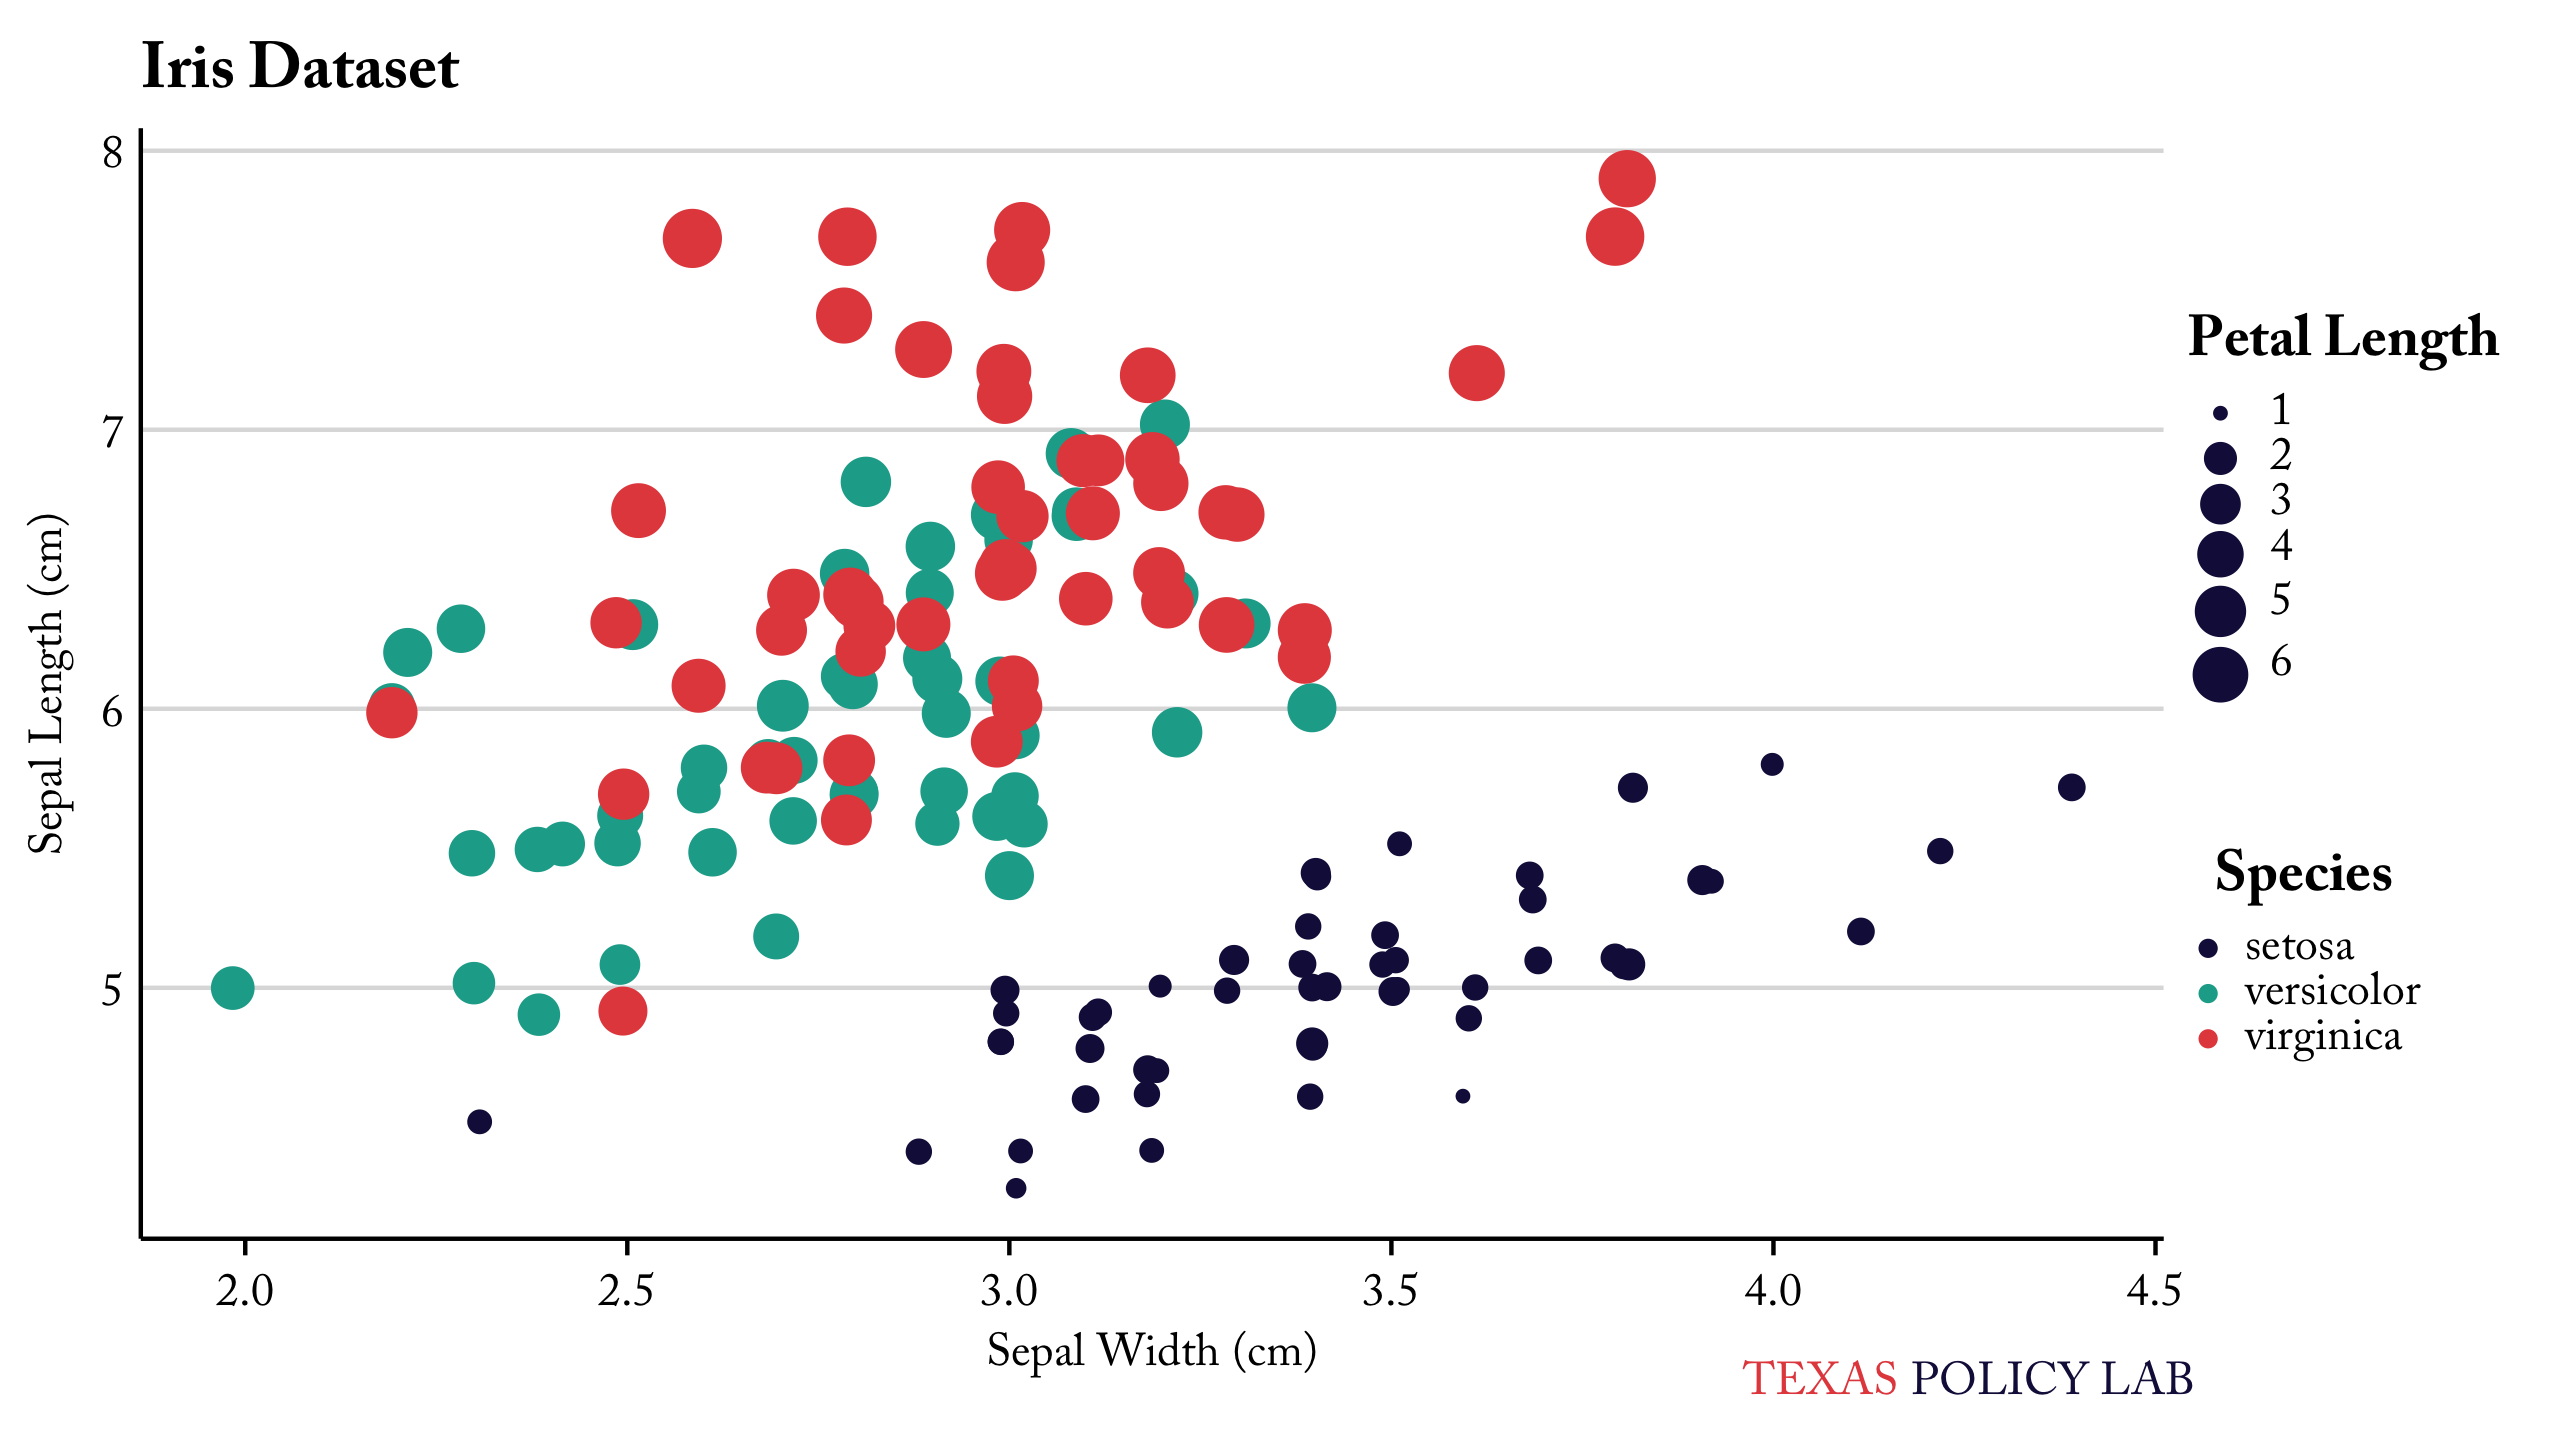 Iris Dataset
8
7
6
5
Sepal Length (cm)
2.0 2.5 3.0 3.5 4.0 4.5
Sepal Width (cm)
Petal Length
1
2
3
4
5
6
Species
setosa
versicolor
virginica
TEXAS POLICY LAB